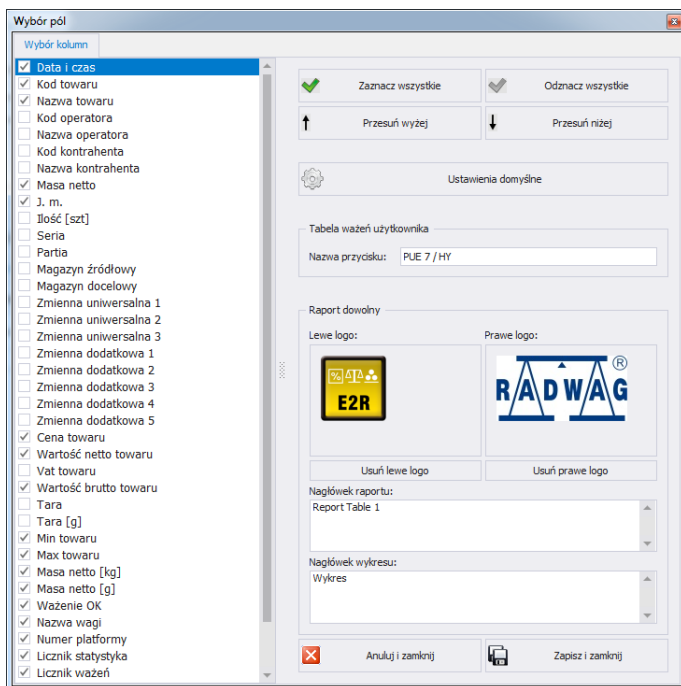 Wybór pól
Wybór kolumn
Data i czas
Kod towaru
Nazwa towaru
Kod operatora
Nazwa operatora
Kod kontrahenta
Nazwa kontrahenta
Masa netto
J. m.
Ilość [szt]
Seria
Partia
Magazyn źródłowy
Magazyn docelowy
Zmienna uniwersalna 1
Zmienna uniwersalna 2
Zmienna uniwersalna 3
Zmienna dodatkowa 1
Zmienna dodatkowa 2
Zmienna dodatkowa 3
Zmienna dodatkowa 4
Zmienna dodatkowa 5
Cena towaru
Wartość netto towaru
Vat towaru
Wartość brutto towaru
Tara
Tara [g]
Min towaru
Max towaru
Masa netto [kg]
Masa netto [g]
Ważenie OK
Nazwa wagi
Numer platformy
Licznik statystyka
Licznik ważeń
Zaznacz wszystkie
Odznacz wszystkie
Przesuń wyżej
Przesuń niżej
Ustawienia domyślne
Tabela ważeń użytkownika
Nazwa przycisku: PUE 7 / HY
Raport dowolny
Lewe logo:
Prawe logo:
%
E2R
RADWAG ®
Usuń lewe logo
Usuń prawe logo
Nagłówek raportu:
Report Table 1
Nagłówek wykresu:
Wykres
Anuluj i zamknij
Zapisz i zamknij